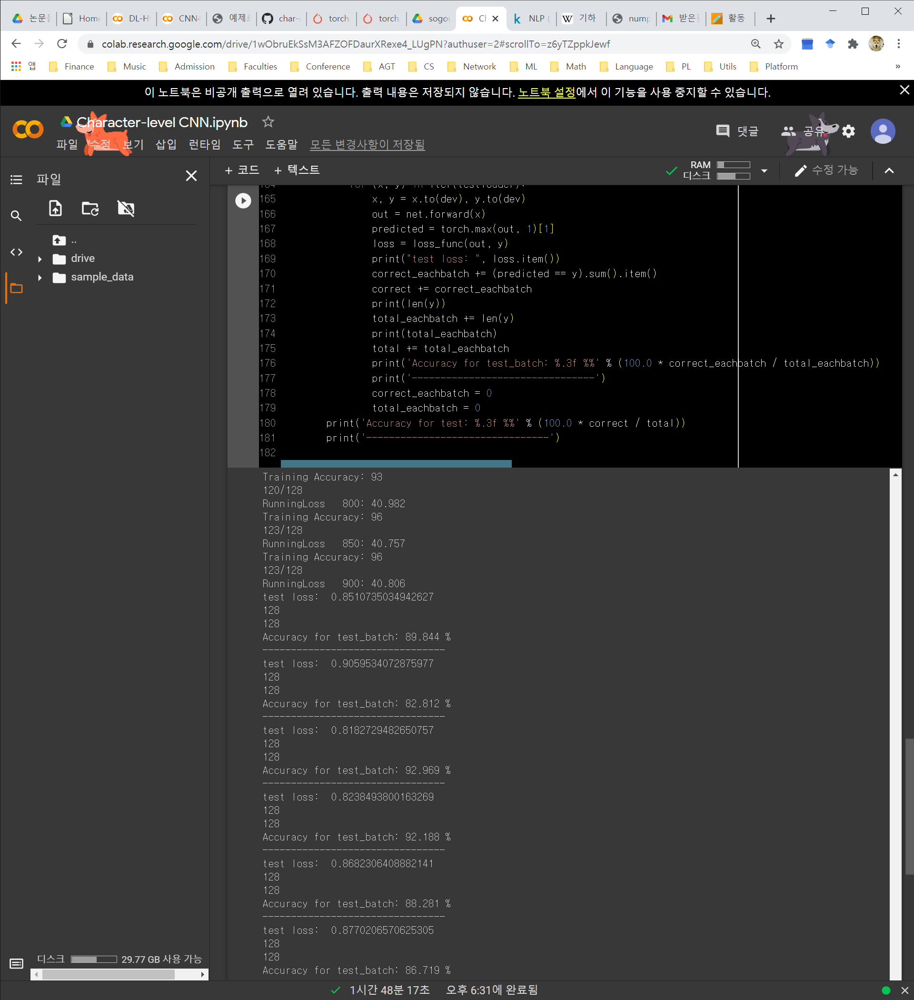 논문
Home
DL-H
CNN
예제
char-
torch.
torch.
sogou
NLP (
기하
nump
받은
활동
colab.research.google.com/drive/1wObruEkSsM3AFZOFDaurXRexe4_LUgPN?authuser=2#scrollTo=z6yTZppkJewf
앱 Finance Music Admission Faculties Conference AGT CS Network ML Math Language PL Utils Platform »
이 노트북은 비공개 출력으로 열려 있습니다. 출력 내용은 저장되지 않습니다. 노트북 설정에서 이 기능을 사용 중지할 수 있습니다.
Character-level CNN.ipynb
댓글 공유
파일 수정 보기 삽입 런타임 도구 도움말 모든 변경사항이 저장됨
파일
+ 코드 + 텍스트
RAM
디스크
수정 가능
..
drive
sample_data
164 for (x, y) in iter(testloader):
165 x, y = x.to(dev), y.to(dev)
166 out = net.forward(x)
167 predicted = torch.max(out, 1)[1]
168 loss = loss_func(out, y)
169 print("test loss: ", loss.item())
170 correct_eachbatch += (predicted == y).sum().item()
171 correct += correct_eachbatch
172 print(len(y))
173 total_eachbatch += len(y)
174 print(total_eachbatch)
175 total += total_eachbatch
176 print('Accuracy for test_batch: %.3f %%' % (100.0 * correct_eachbatch / total_eachbatch))
177 print('--------------------------------')
178 correct_eachbatch = 0
179 total_eachbatch = 0
180 print('Accuracy for test: %.3f %%' % (100.0 * correct / total))
181 print('--------------------------------')
182
Training Accuracy: 93
120/128
RunningLoss   800: 40.982
Training Accuracy: 96
123/128
RunningLoss   850: 40.757
Training Accuracy: 96
123/128
RunningLoss   900: 40.806
test loss:  0.8510735034942627
128
128
Accuracy for test_batch: 89.844 %
--------------------------------
test loss:  0.9059534072875977
128
128
Accuracy for test_batch: 82.812 %
--------------------------------
test loss:  0.8182729482650757
128
128
Accuracy for test_batch: 92.969 %
--------------------------------
test loss:  0.8238493800163269
128
128
Accuracy for test_batch: 92.188 %
--------------------------------
test loss:  0.8682306408882141
128
128
Accuracy for test_batch: 88.281 %
--------------------------------
test loss:  0.8770206570625305
128
128
Accuracy for test_batch: 86.719 %
디스크 29.77 GB 사용 가능
1시간 48분 17초 오후 6:31에 완료됨